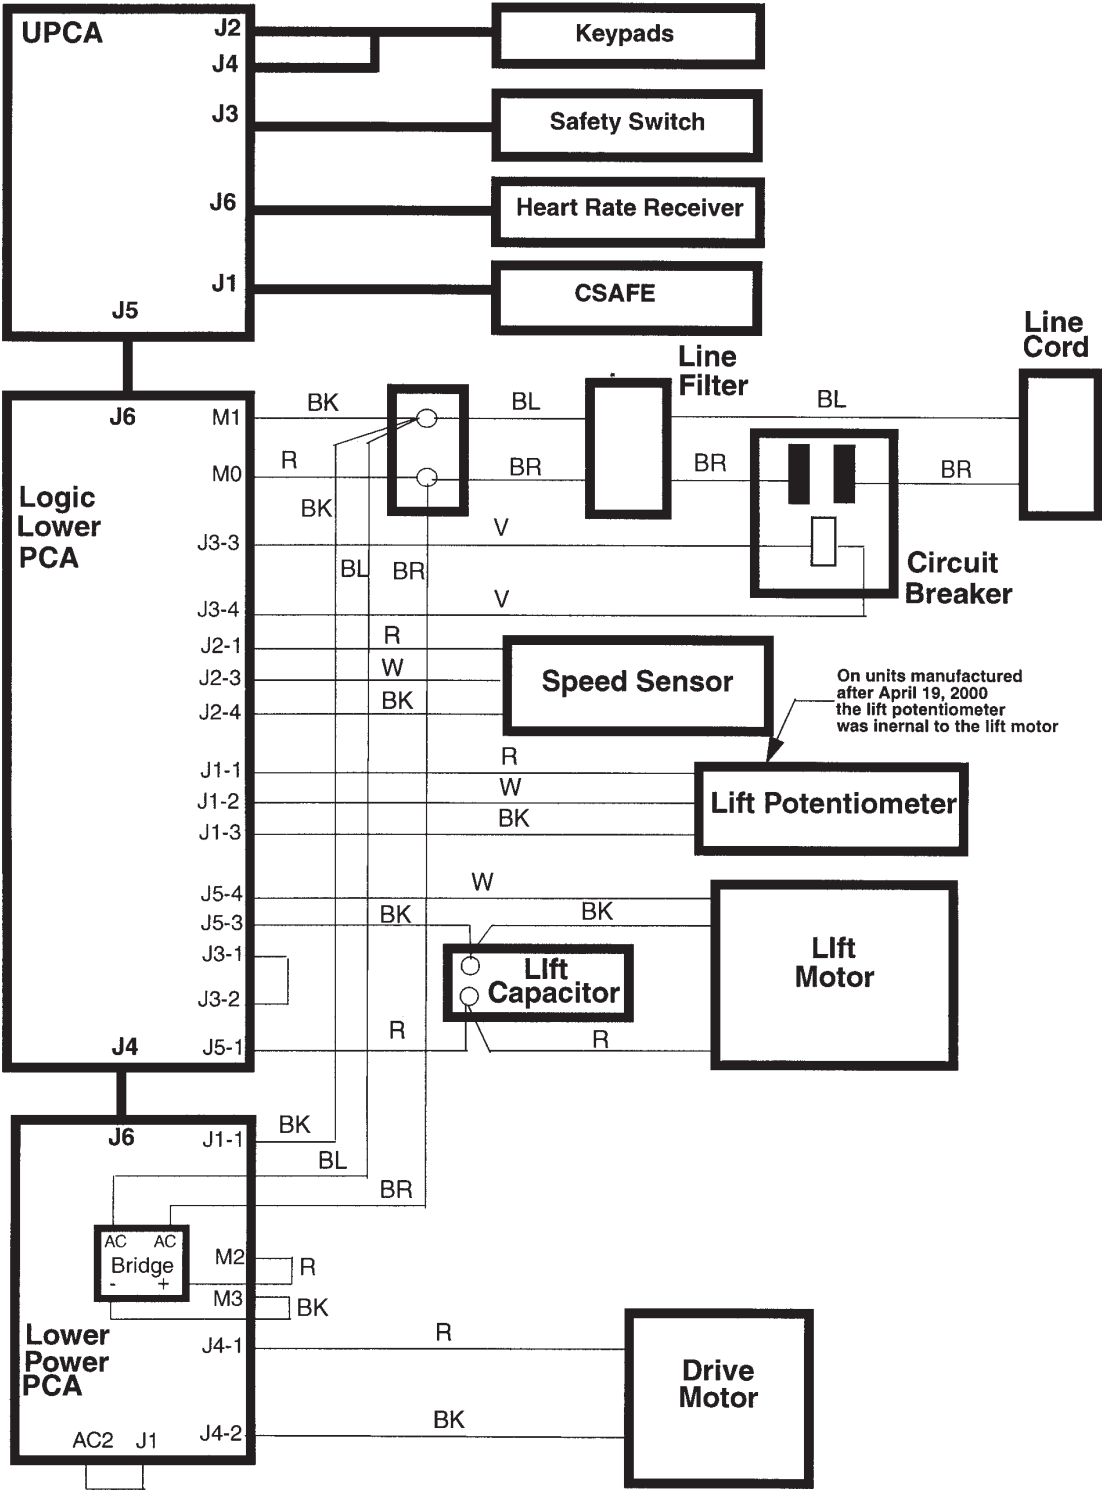 UPCA
J2
J4
J3
J6
J1
J5
Keypads
Safety Switch
Heart Rate Receiver
CSAFE
Line
Filter
Line
Cord
J6
M1
BK
BL
BL
M0
R
BR
BR
BR
Logic
Lower
PCA
BK
J3-3
V
BL
BR
Circuit
Breaker
J3-4
V
J2-1
R
J2-3
W
J2-4
BK
Speed Sensor
On units manufactured
after April 19, 2000
the lift potentiometer
was inernal to the lift motor
J1-1
R
J1-2
W
J1-3
BK
Lift Potentiometer
J5-4
W
J5-3
BK
BK
J3-1
J3-2
LIft
Capacitor
LIft
Motor
J4
J5-1
R
R
J6
J1-1
BK
BL
BR
AC
AC
Bridge
-
+
M2
R
M3
BK
Lower
Power
PCA
J4-1
R
Drive
Motor
J4-2
BK
AC2
J1